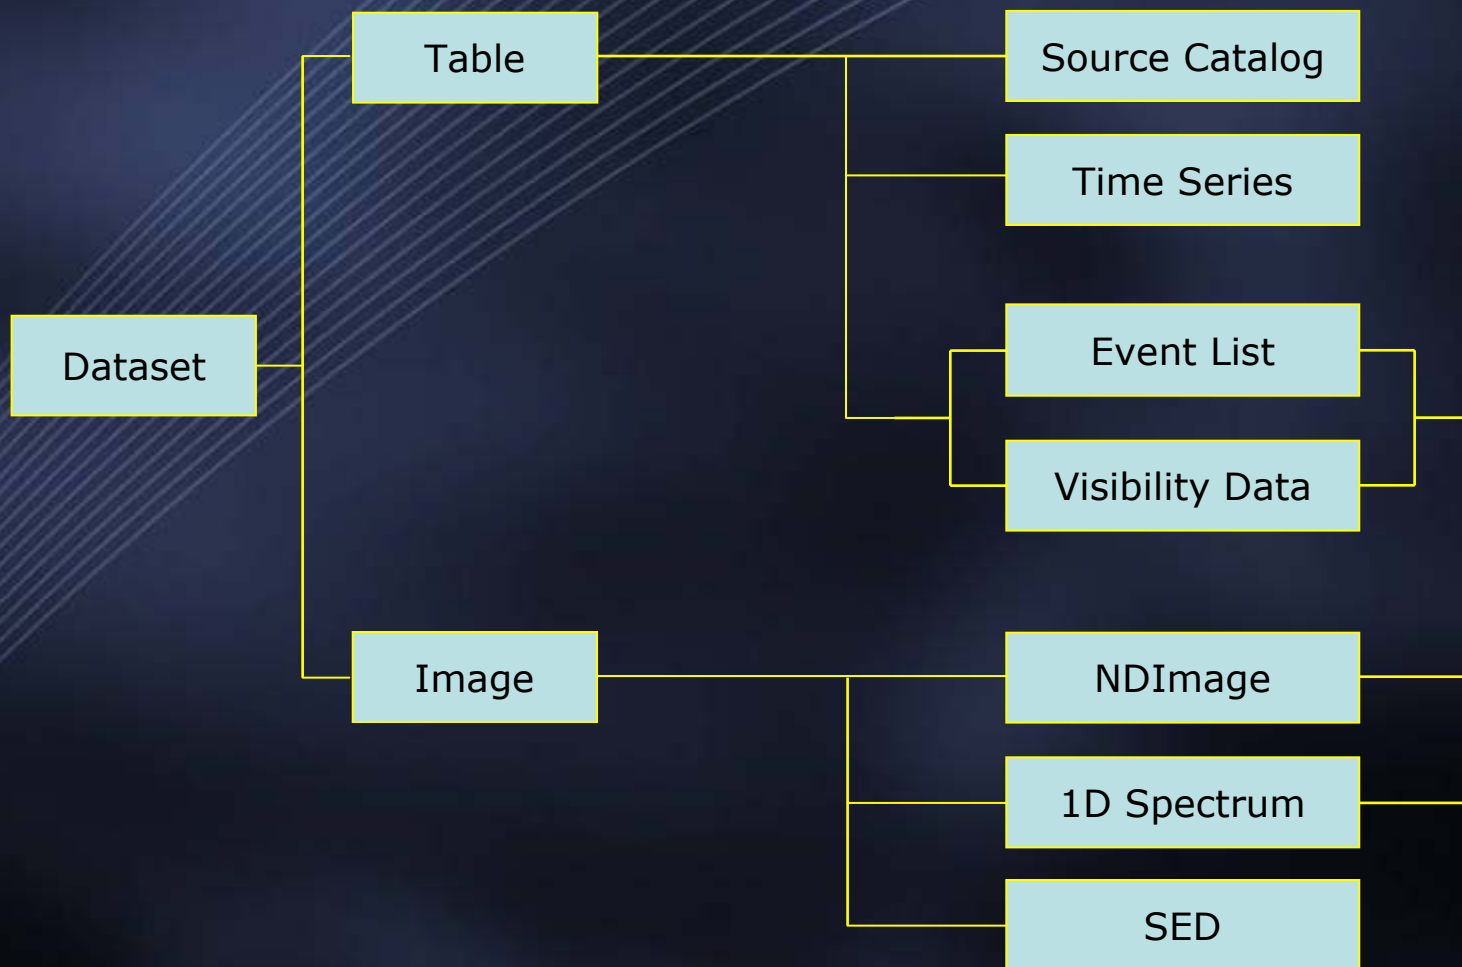 Table
Source Catalog
Time Series
Dataset
Event List
Visibility Data
Image
NDImage
1D Spectrum
SED